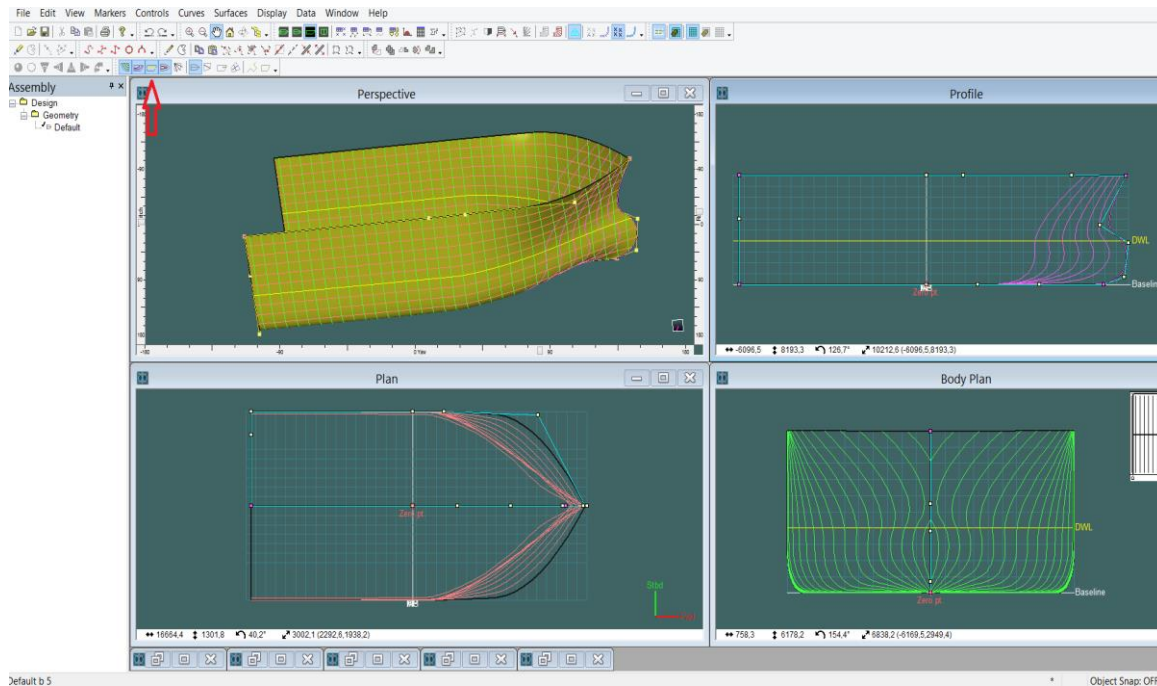 File Edit View Markers Controls Curves Surfaces Display Data Window Help
Assembly
Design
Geometry
Default
Perspective
Profile
DWL
Baselin
Zero pt
↔ -6096,5 ↕ 8193,3 126,7° 10212,6 (-6096,5,8193,3)
Plan
Zero pt
Stbd
↔ 16664,4 ↕ 1301,8 40,2° 3002,1 (2292,6,1938,2)
Body Plan
DWL
Baseline
Zero pt
↔ 758,3 ↕ 6178,2 154,4° 6838,2 (-6169,5,2949,4)
Default b 5
Object Snap: OFF